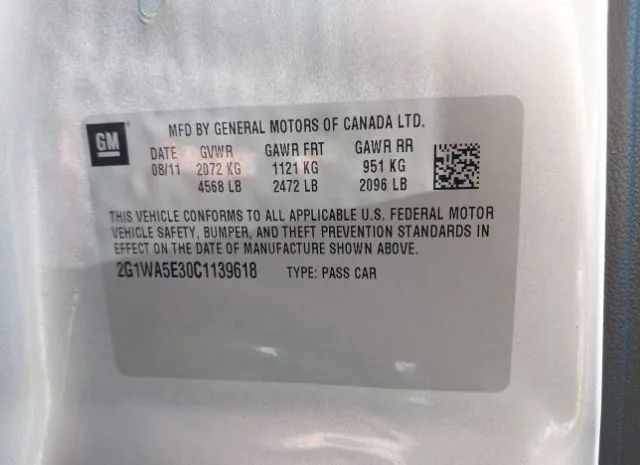 GM
MFD BY GENERAL MOTORS OF CANADA LTD.
DATE GVWR GAWR FRT GAWR RR
08/11 2072 KG 1121 KG 951 KG
4568 LB 2472 LB 2096 LB
THIS VEHICLE CONFORMS TO ALL APPLICABLE U.S. FEDERAL MOTOR
VEHICLE SAFETY, BUMPER, AND THEFT PREVENTION STANDARDS IN
EFFECT ON THE DATE OF MANUFACTURE SHOWN ABOVE.
2G1WA5E30C1139618 TYPE: PASS CAR